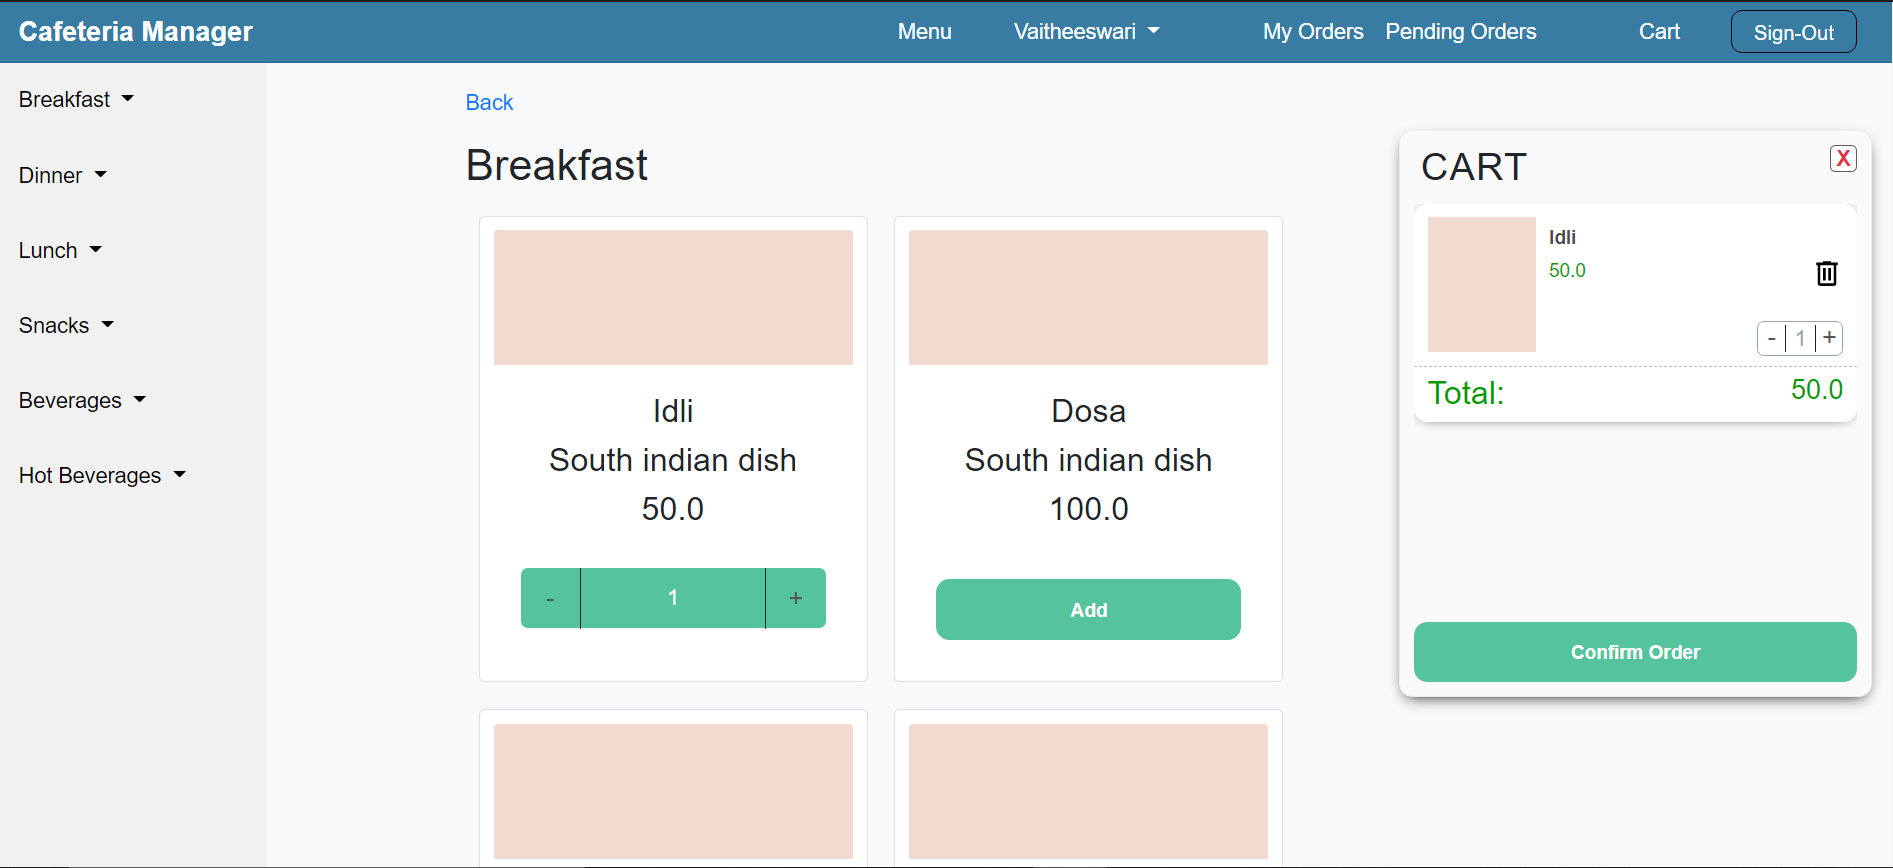 Cafeteria Manager
Menu
Vaitheeswari
My Orders
Pending Orders
Cart
Sign-Out
Breakfast
Dinner
Lunch
Snacks
Beverages
Hot Beverages
Back
Breakfast
Idli
South indian dish
50.0
- 1 +
Dosa
South indian dish
100.0
Add
CART
X
Idli
50.0
- 1 +
Total: 50.0
Confirm Order